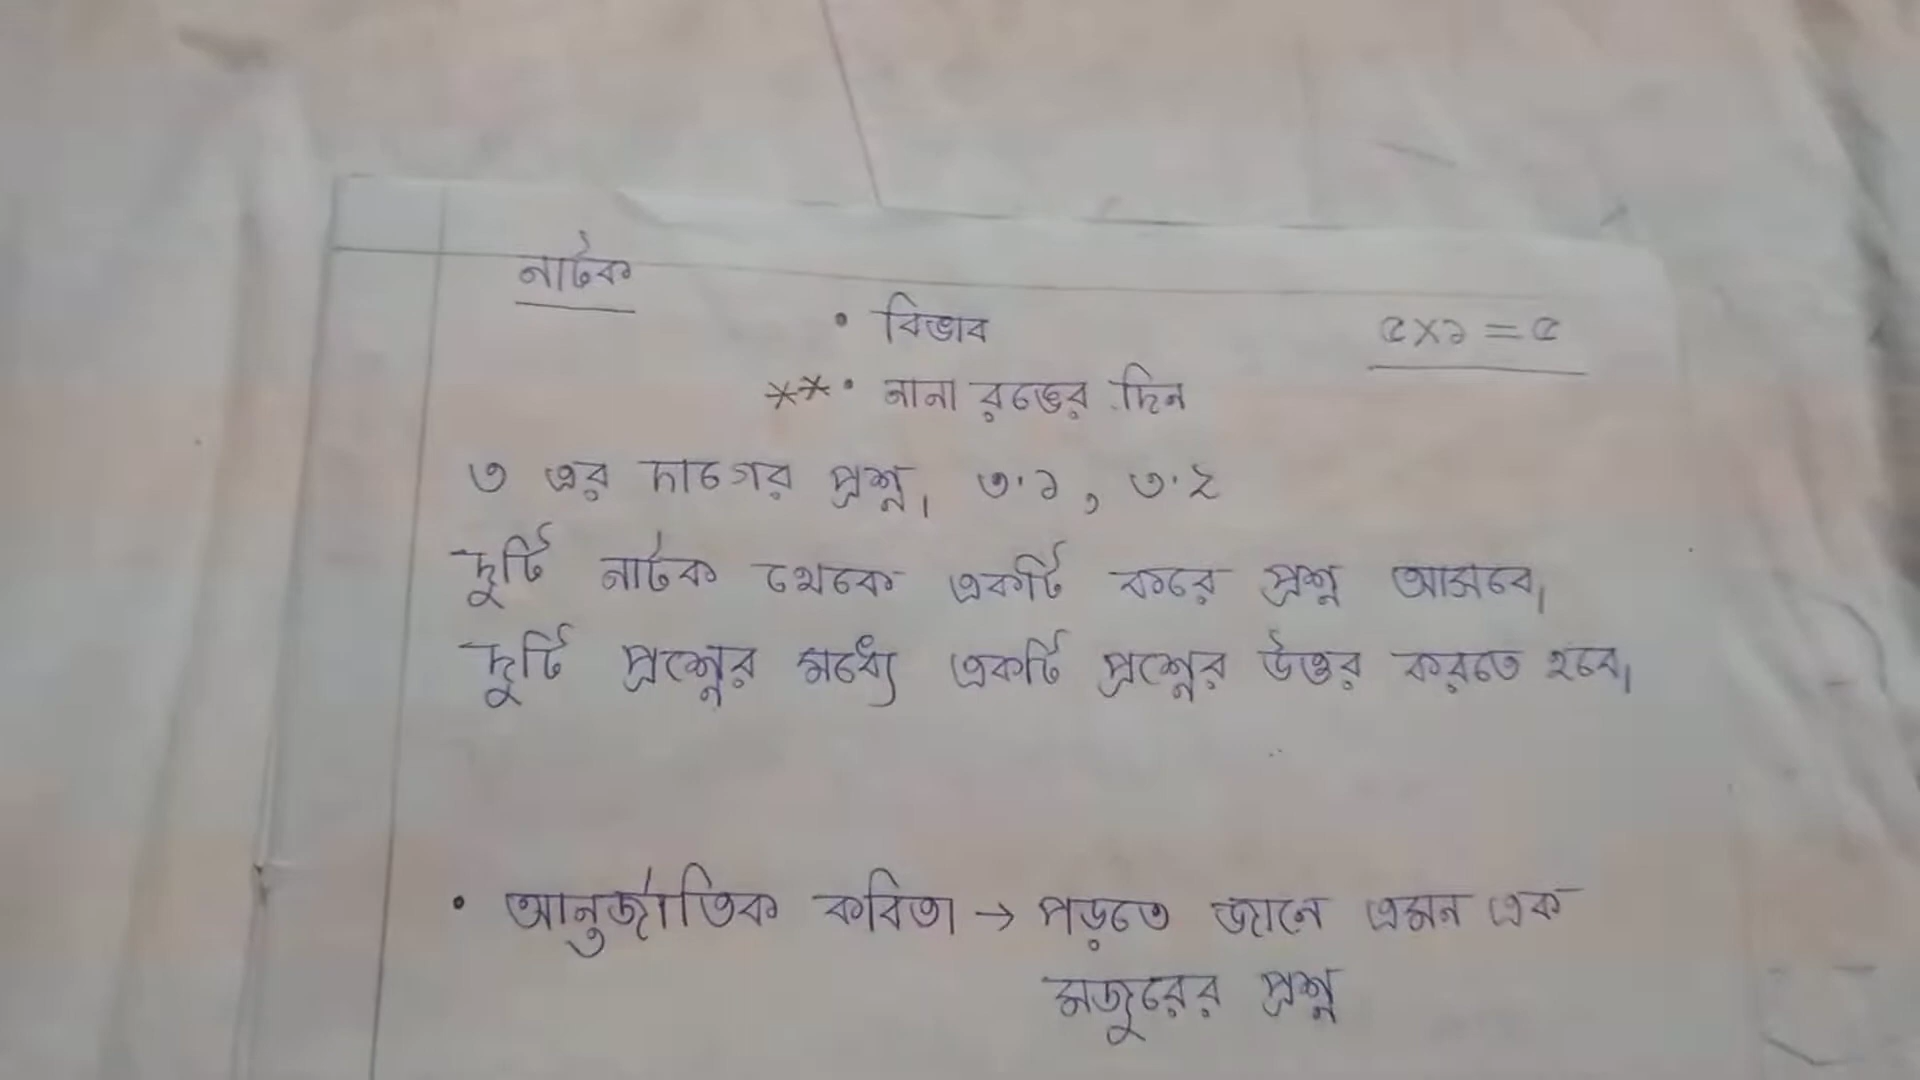 নাটক
• বিভাব
৫×১ = ৫
**• নানা রঙের দিন
৩ এর দাগের প্রশ্ন। ৩.১, ৩.২
দুটি নাটক থেকে একটি করে প্রশ্ন আসবে।
দুটি প্রশ্নের মধ্যে একটি প্রশ্নের উত্তর করতে হবে।
• আন্তর্জাতিক কবিতা → পড়তে জানে এমন এক
মজুরের প্রশ্ন